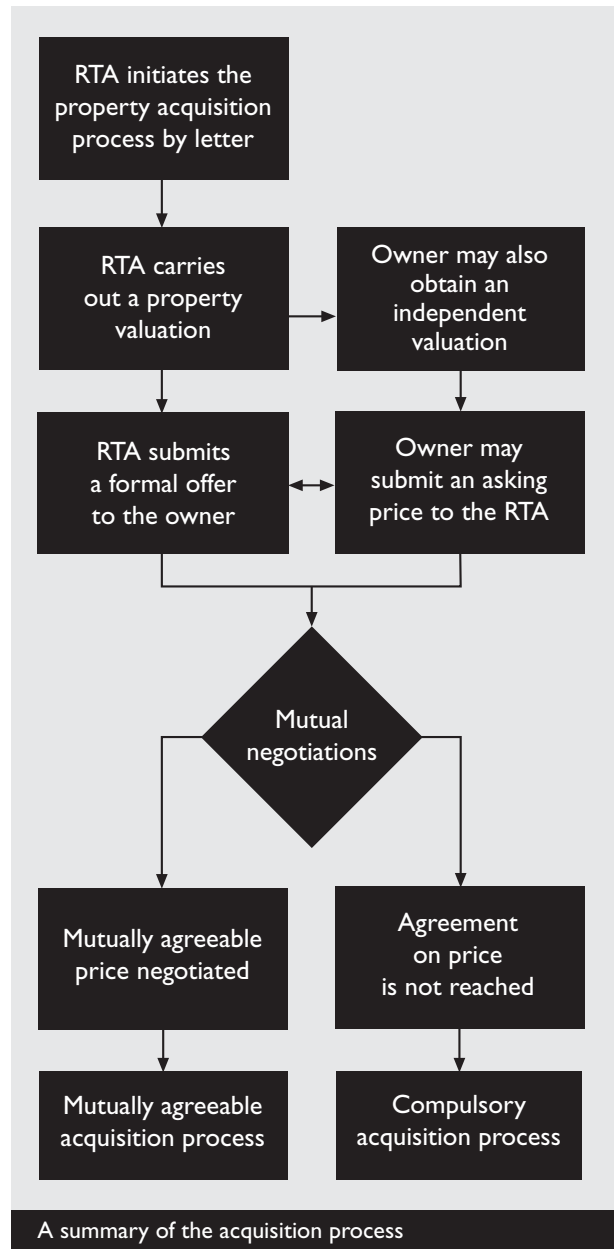 RTA initiates the
property acquisition
process by letter
RTA carries
out a property
valuation
Owner may also
obtain an
independent
valuation
RTA submits
a formal offer
to the owner
Owner may
submit an asking
price to the RTA
Mutual
negotiations
Mutually agreeable
price negotiated
Agreement
on price
is not reached
Mutually agreeable
acquisition process
Compulsory
acquisition process
A summary of the acquisition process